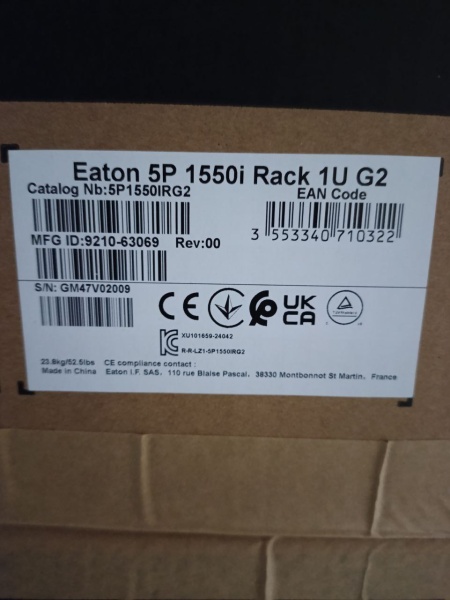 Eaton 5P 1550i Rack 1U G2
Catalog Nb:5P1550IRG2
EAN Code
3 553340 710322
MFG ID:9210-63069 Rev:00
S/N: GM47V02009
CE
UK
CA
XU101659-24042
R-R-LZ1-5P1550IRG2
23.8kg/52.5lbs CE compliance contact :
Made in China Eaton I.F. SAS, 110 rue Blaise Pascal, 38330 Montbonnot St Martin, France